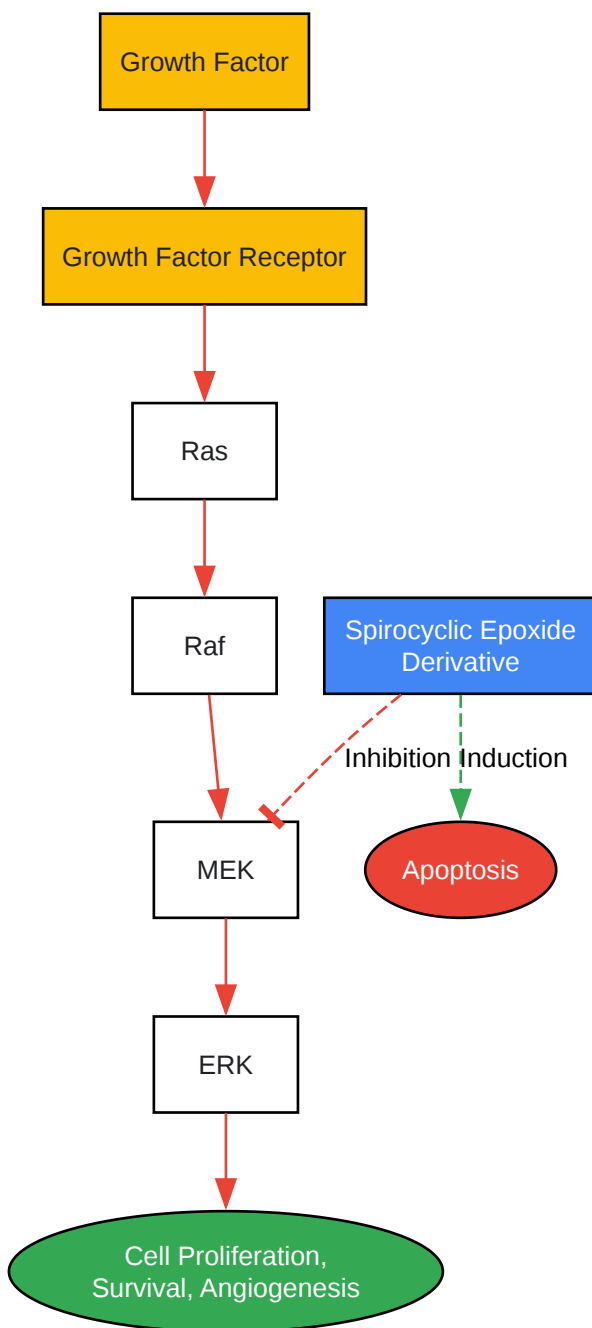 Growth Factor
Growth Factor Receptor
Ras
Raf
Spirocyclic Epoxide
Derivative
Inhibition
Induction
MEK
Apoptosis
ERK
Cell Proliferation,
Survival, Angiogenesis